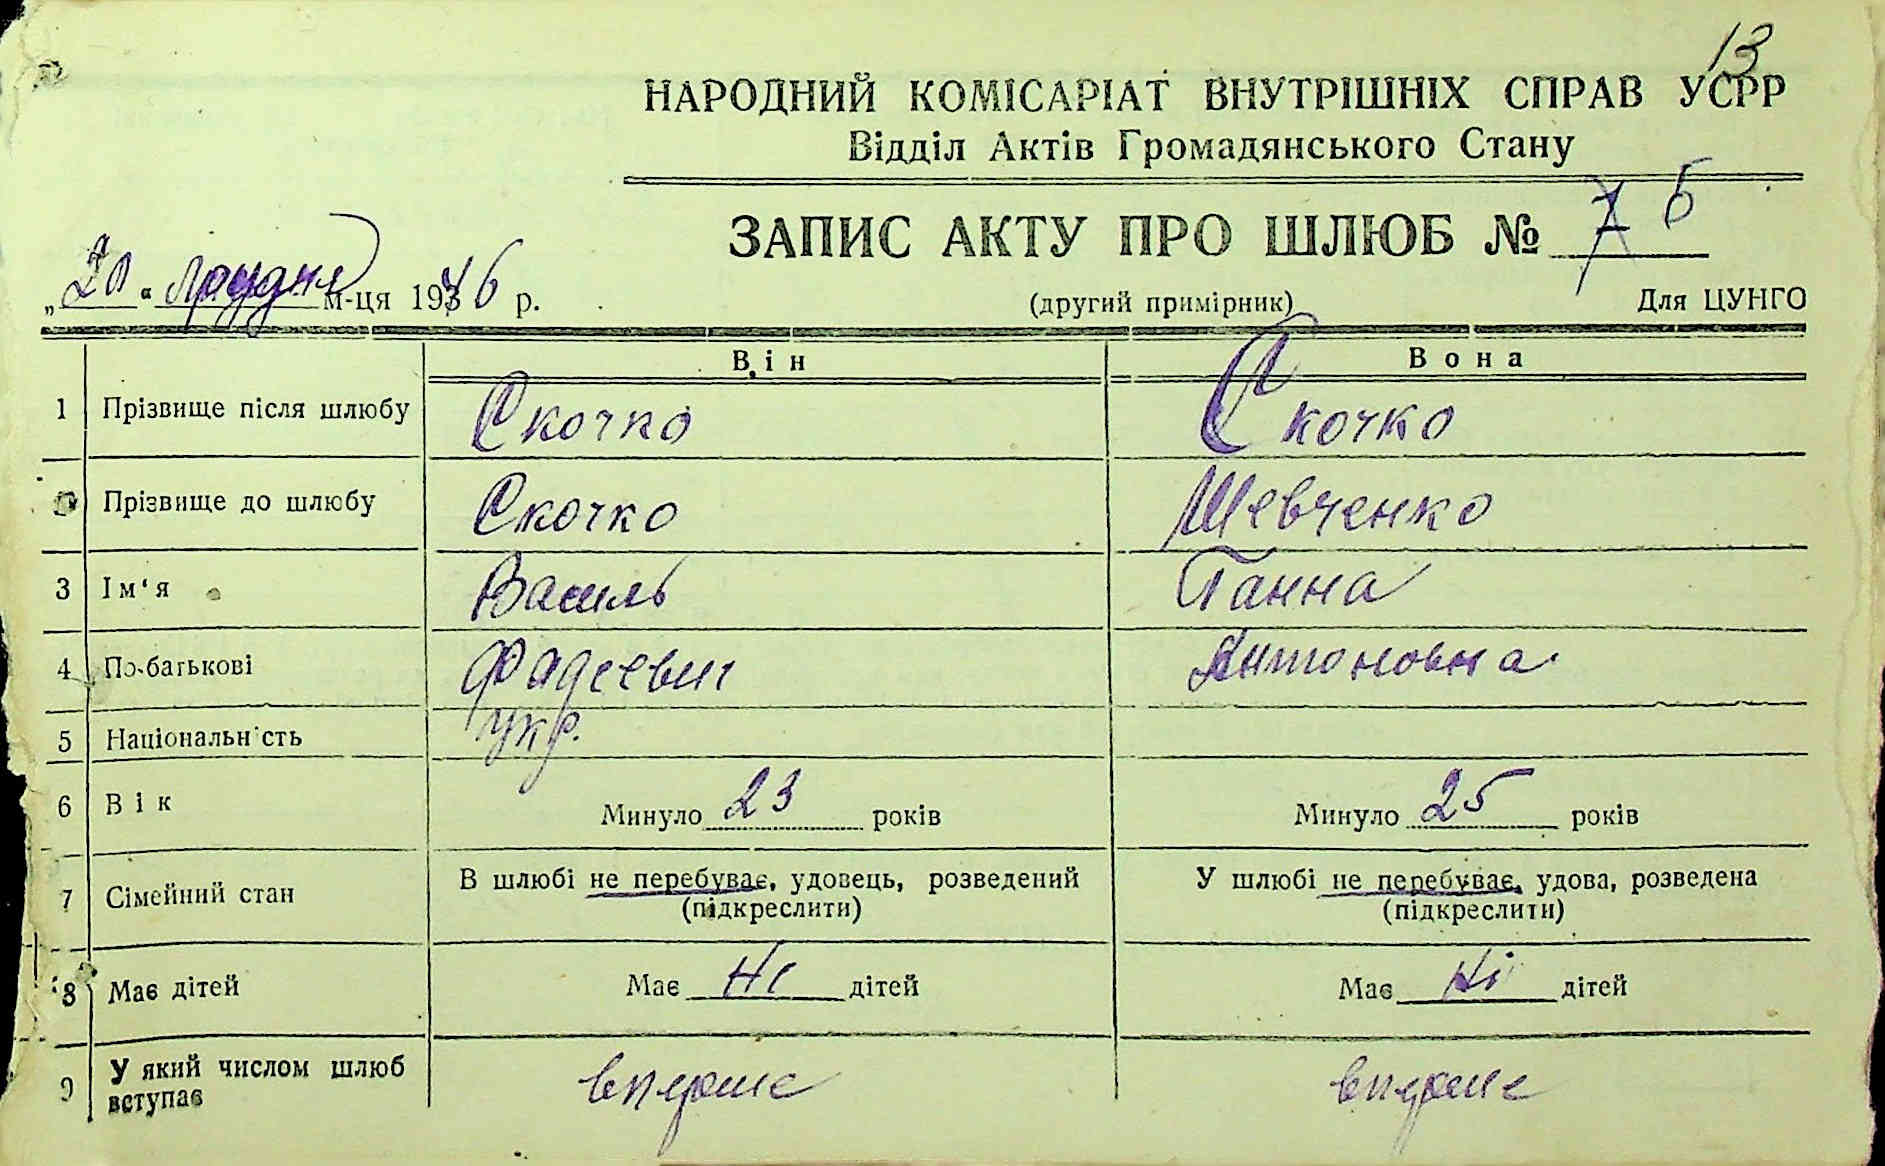 13
НАРОДНИЙ КОМІСАРІАТ ВНУТРІШНІХ СПРАВ УСРР
Відділ Актів Громадянського Стану
ЗАПИС АКТУ ПРО ШЛЮБ № 7 5
„20“ грудня м-ця 1946 р.
(другий примірник) Для ЦУНГО
Він Вона
1 Прізвище після шлюбу Скочко Скочко
Прізвище до шлюбу Скочко Шевченко
3 Ім‘я Василь Ганна
4 По-батькові Фадеевич Антоновна
5 Національність укр.
6 Вік Минуло 23 років Минуло 25 років
7 Сімейний стан В шлюбі не перебуває, удовець, розведений У шлюбі не перебуває, удова, розведена
(підкреслити) (підкреслити)
8 Має дітей Має Ні дітей Має Ні дітей
9 У який числом шлюб вперше вперше
вступає